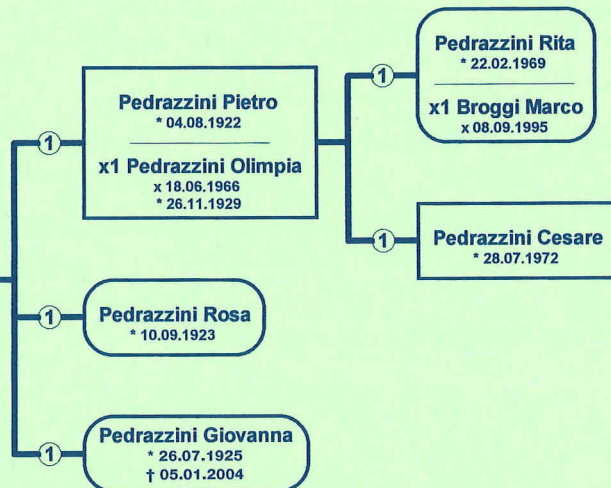 1
Pedrazzini Pietro
* 04.08.1922
x1 Pedrazzini Olimpia
x 18.06.1966
* 26.11.1929
1
Pedrazzini Rita
* 22.02.1969
x1 Broggi Marco
x 08.09.1995
1
Pedrazzini Cesare
* 28.07.1972
1
Pedrazzini Rosa
* 10.09.1923
1
Pedrazzini Giovanna
* 26.07.1925
† 05.01.2004